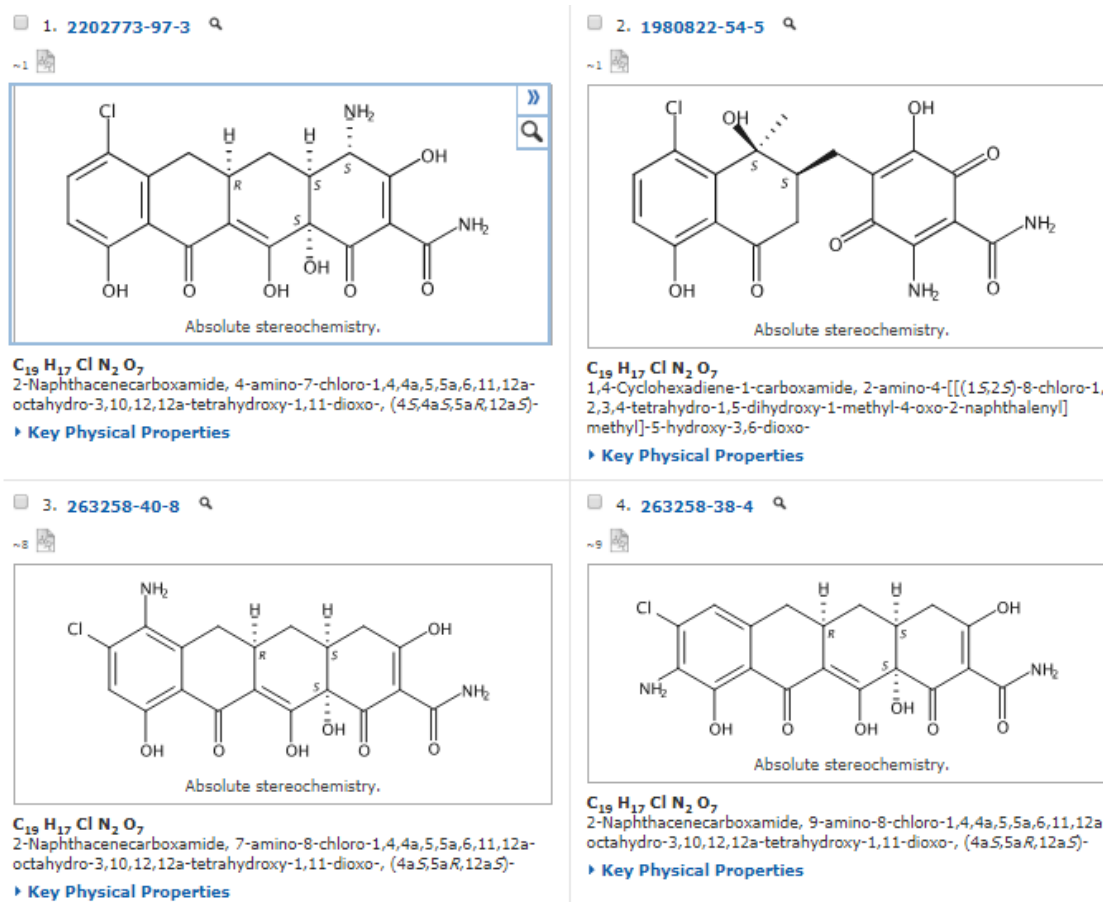 1. 2202773-97-3
~1
»
Cl
H
H
NH₂
OH
R
S
S
S
NH₂
OH
OH
O
OH
O
O
Absolute stereochemistry.
C₁₉ H₁₇ Cl N₂ O₇
2-Naphthacenecarboxamide, 4-amino-7-chloro-1,4,4a,5,5a,6,11,12a-
octahydro-3,10,12,12a-tetrahydroxy-1,11-dioxo-, (4S,4aS,5aR,12aS)-
Key Physical Properties
2. 1980822-54-5
~1
Cl
OH
OH
O
S
S
O
NH₂
OH
O
NH₂
O
Absolute stereochemistry.
C₁₉ H₁₇ Cl N₂ O₇
1,4-Cyclohexadiene-1-carboxamide, 2-amino-4-[[(1S,2S)-8-chloro-1,
2,3,4-tetrahydro-1,5-dihydroxy-1-methyl-4-oxo-2-naphthalenyl]
methyl]-5-hydroxy-3,6-dioxo-
Key Physical Properties
3. 263258-40-8
~8
NH₂
Cl
H
H
OH
R
S
S
NH₂
OH
OH
O
OH
O
O
Absolute stereochemistry.
C₁₉ H₁₇ Cl N₂ O₇
2-Naphthacenecarboxamide, 7-amino-8-chloro-1,4,4a,5,5a,6,11,12a-
octahydro-3,10,12,12a-tetrahydroxy-1,11-dioxo-, (4aS,5aR,12aS)-
Key Physical Properties
4. 263258-38-4
~9
Cl
H
H
OH
R
S
S
NH₂
NH₂
OH
OH
O
OH
O
O
Absolute stereochemistry.
C₁₉ H₁₇ Cl N₂ O₇
2-Naphthacenecarboxamide, 9-amino-8-chloro-1,4,4a,5,5a,6,11,12a
octahydro-3,10,12,12a-tetrahydroxy-1,11-dioxo-, (4aS,5aR,12aS)-
Key Physical Properties